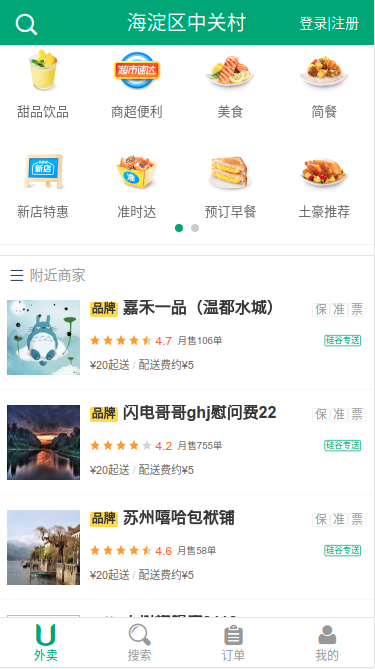 海淀区中关村 登录|注册
甜品饮品 商超便利 美食 简餐
超市速达
新店特惠 准时达 预订早餐 土豪推荐
新店
准
附近商家
品牌 嘉禾一品（温都水城） 保 准 票
4.7 月售106单 硅谷专送
¥20起送 / 配送费约¥5
品牌 闪电哥哥ghj慰问费22 保 准 票
4.2 月售755单 硅谷专送
¥20起送 / 配送费约¥5
品牌 苏州嘻哈包袱铺 保 准 票
4.6 月售58单 硅谷专送
¥20起送 / 配送费约¥5
外卖 搜索 订单 我的